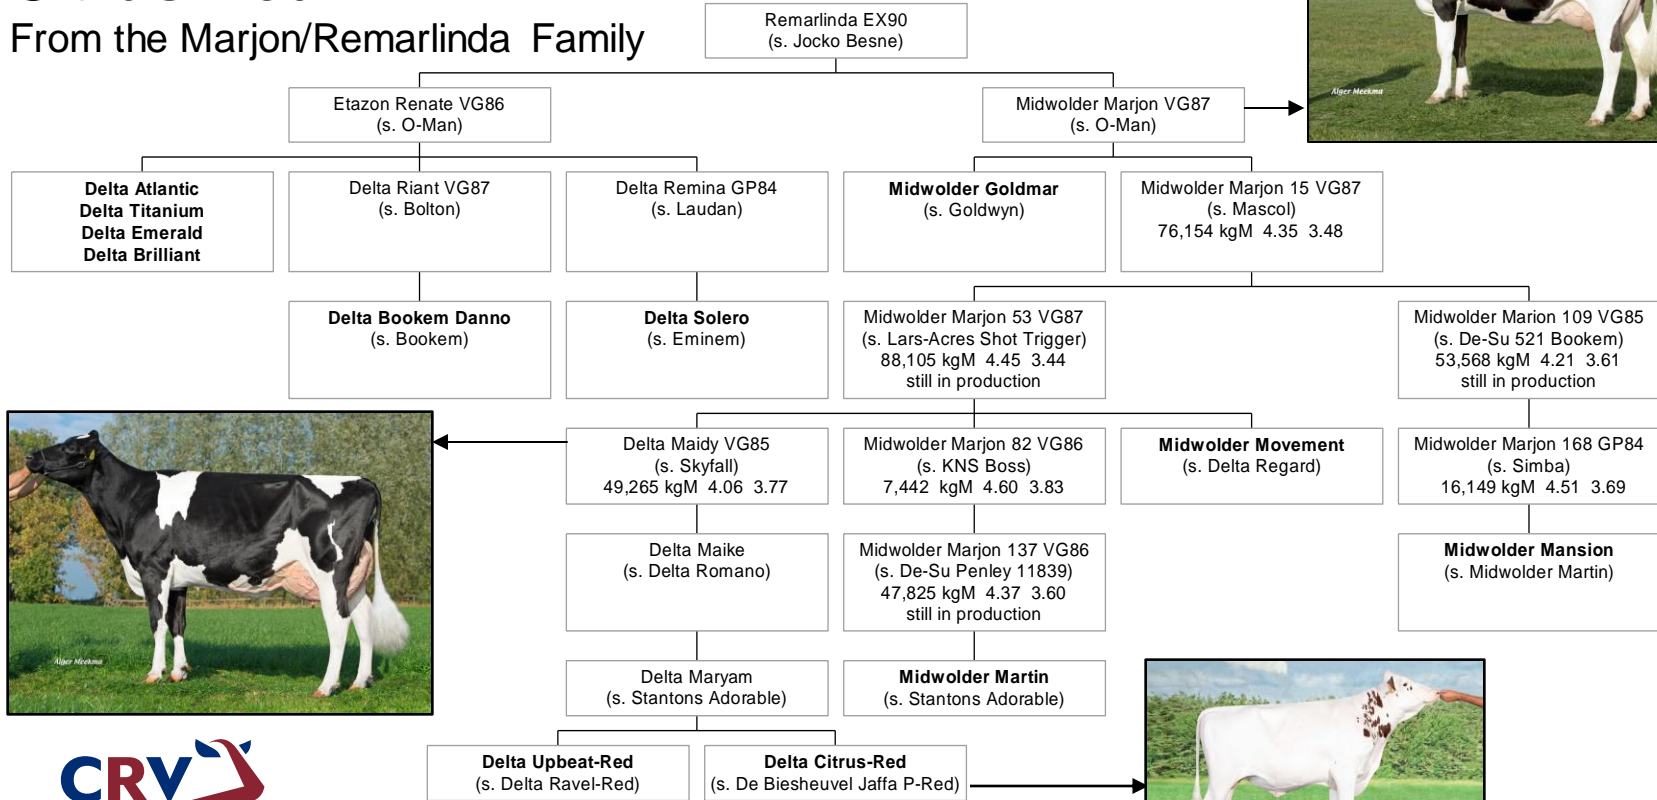 From the Marjon/Remarlinda Family
Remarlinda EX90
(s. Jocko Besne)
Etazon Renate VG86
(s. O-Man)
Midwolder Marjon VG87
(s. O-Man)
Alger Meekma
Delta Atlantic
Delta Titanium
Delta Emerald
Delta Brilliant
Delta Riant VG87
(s. Bolton)
Delta Remina GP84
(s. Laudan)
Midwolder Goldmar
(s. Goldwyn)
Midwolder Marjon 15 VG87
(s. Mascol)
76,154 kgM 4.35 3.48
Delta Bookem Danno
(s. Bookem)
Delta Solero
(s. Eminem)
Midwolder Marjon 53 VG87
(s. Lars-Acres Shot Trigger)
88,105 kgM 4.45 3.44
still in production
Midwolder Marion 109 VG85
(s. De-Su 521 Bookem)
53,568 kgM 4.21 3.61
still in production
Delta Maidy VG85
(s. Skyfall)
49,265 kgM 4.06 3.77
Midwolder Marjon 82 VG86
(s. KNS Boss)
7,442 kgM 4.60 3.83
Midwolder Movement
(s. Delta Regard)
Midwolder Marjon 168 GP84
(s. Simba)
16,149 kgM 4.51 3.69
Delta Maike
(s. Delta Romano)
Midwolder Marjon 137 VG86
(s. De-Su Penley 11839)
47,825 kgM 4.37 3.60
still in production
Midwolder Mansion
(s. Midwolder Martin)
Alger Meekma
Delta Maryam
(s. Stantons Adorable)
Midwolder Martin
(s. Stantons Adorable)
CRV
Delta Upbeat-Red
(s. Delta Ravel-Red)
Delta Citrus-Red
(s. De Biesheuvel Jaffa P-Red)